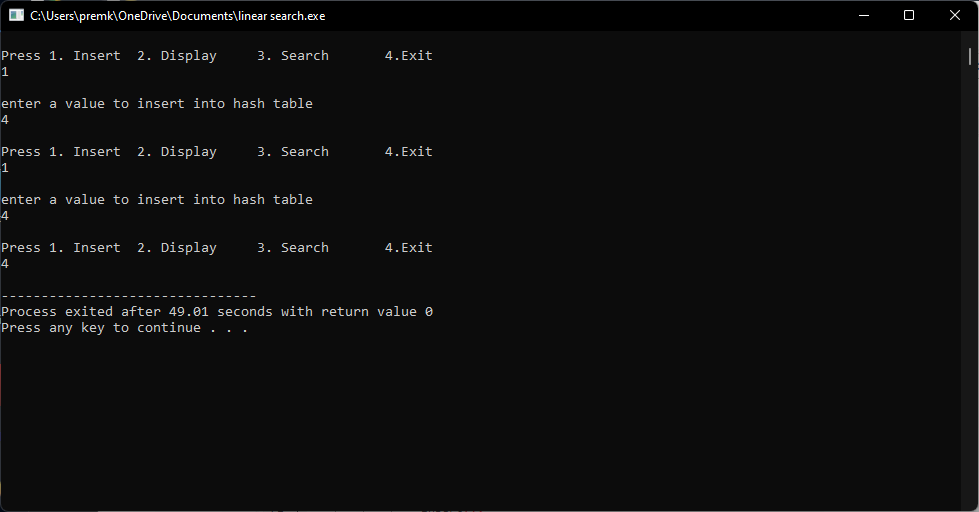 C:\Users\premk\OneDrive\Documents\linear search.exe
Press 1. Insert  2. Display     3. Search       4.Exit
1
enter a value to insert into hash table
4
Press 1. Insert  2. Display     3. Search       4.Exit
1
enter a value to insert into hash table
4
Press 1. Insert  2. Display     3. Search       4.Exit
4
--------------------------------
Process exited after 49.01 seconds with return value 0
Press any key to continue . . .